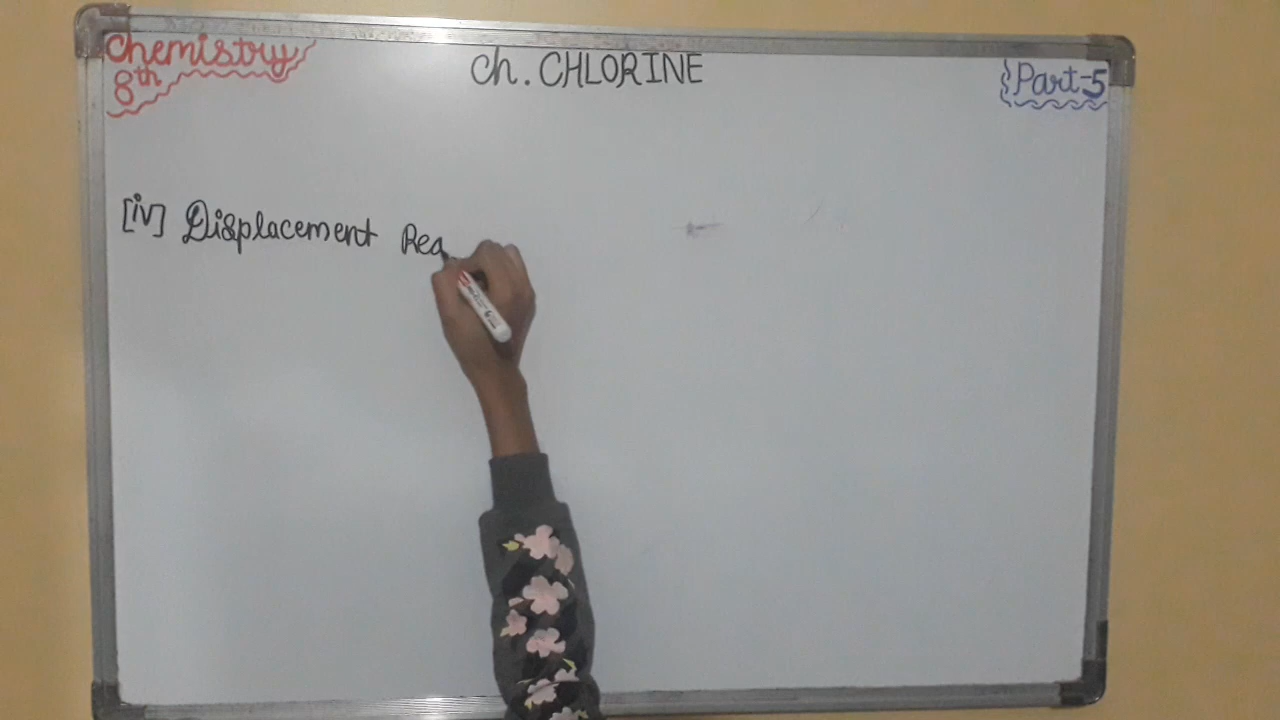 Chemistry
8th
Ch. CHLORINE
Part-5
[iv] Displacement Rea